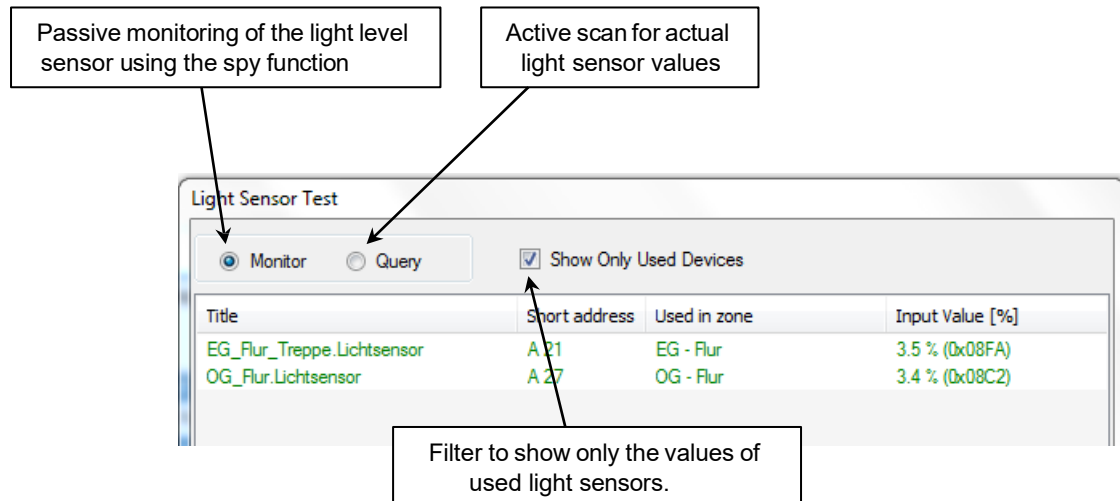 Passive monitoring of the light level
sensor using the spy function
Active scan for actual
light sensor values
Light Sensor Test
Monitor
Query
Show Only Used Devices
Title Short address Used in zone Input Value [%]
EG_Flur_Treppe.Lichtsensor A 21 EG - Flur 3.5 % (0x08FA)
OG_Flur.Lichtsensor A 27 OG - Flur 3.4 % (0x08C2)
Filter to show only the values of
used light sensors.